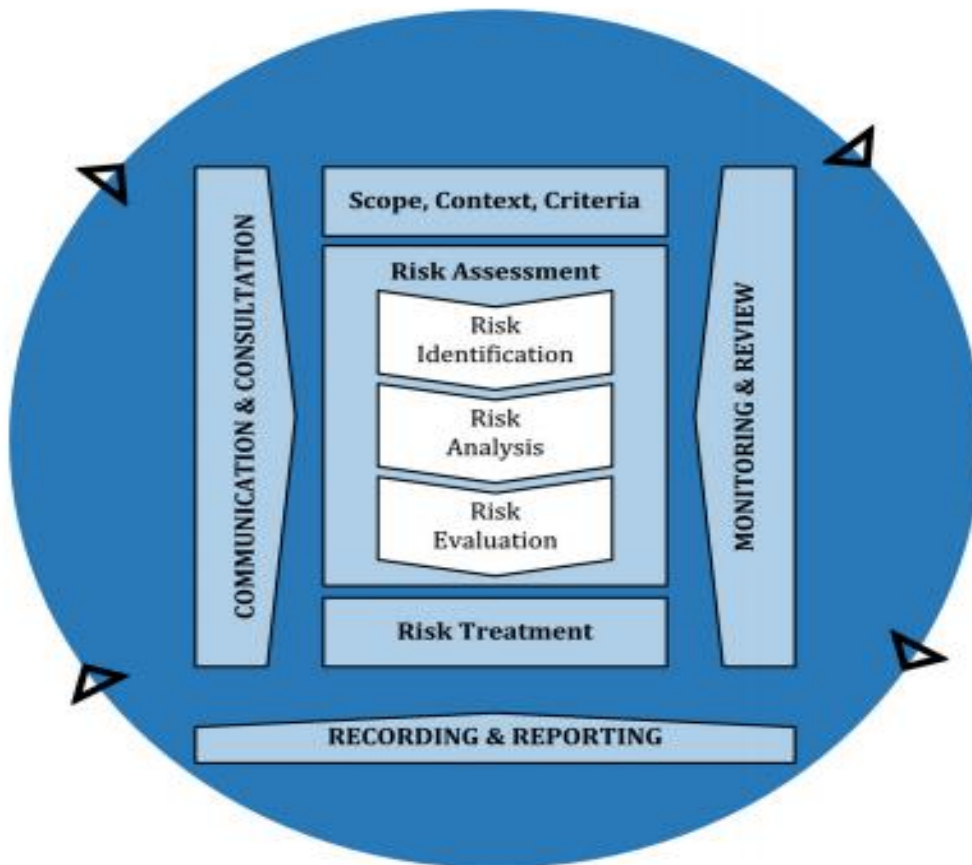 Scope, Context, Criteria
Risk Assessment
Risk
Identification
Risk
Analysis
Risk
Evaluation
Risk Treatment
COMMUNICATION & CONSULTATION
MONITORING & REVIEW
RECORDING & REPORTING